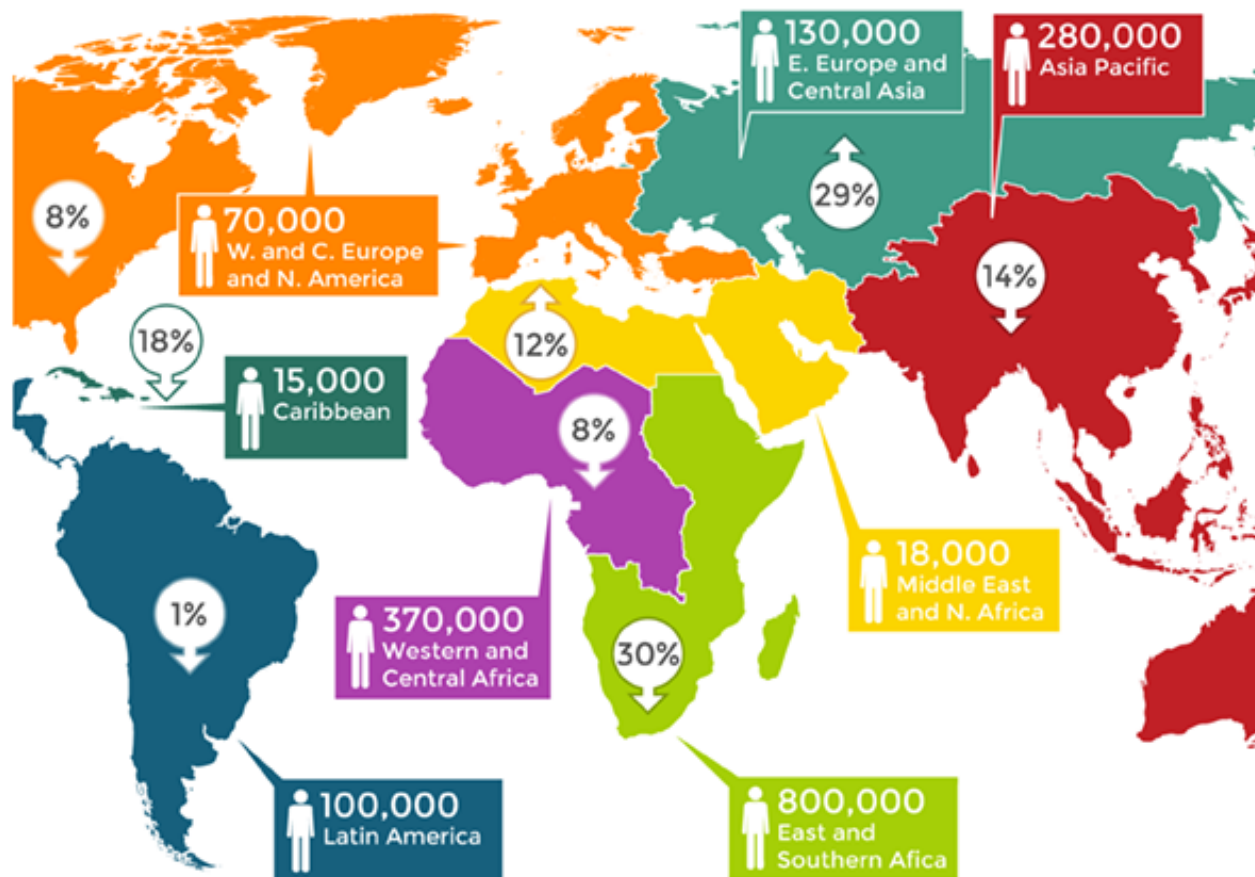 130,000
E. Europe and
Central Asia
280,000
Asia Pacific
29%
8%
70,000
W. and C. Europe
and N. America
14%
18%
12%
15,000
Caribbean
8%
18,000
Middle East
and N. Africa
1%
370,000
Western and
Central Africa
30%
100,000
Latin America
800,000
East and
Southern Afica